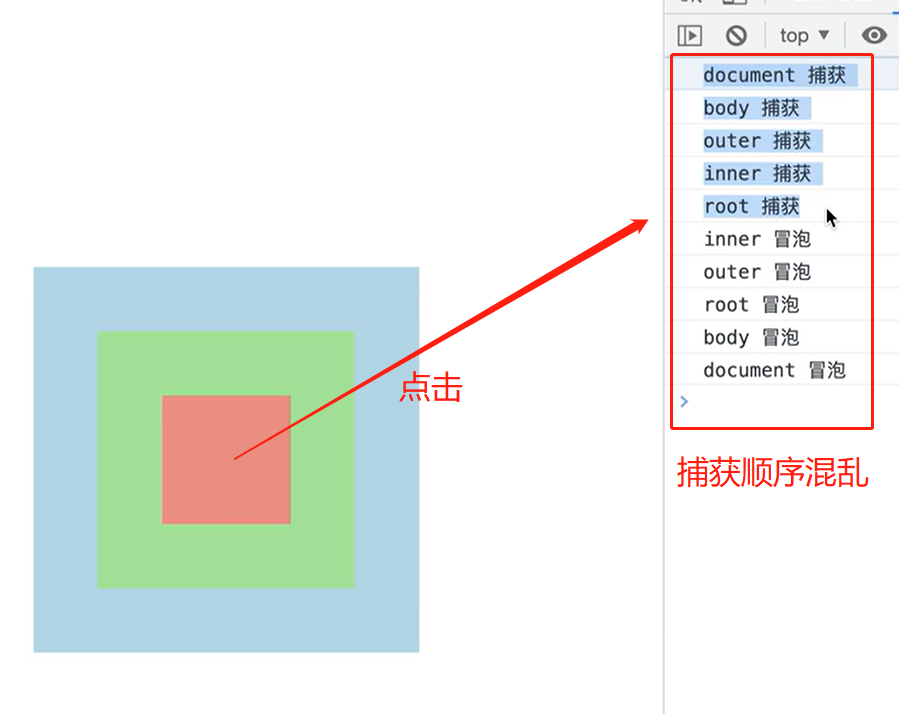 top ▼
document 捕获
body 捕获
outer 捕获
inner 捕获
root 捕获
inner 冒泡
outer 冒泡
root 冒泡
body 冒泡
document 冒泡
>
点击
捕获顺序混乱